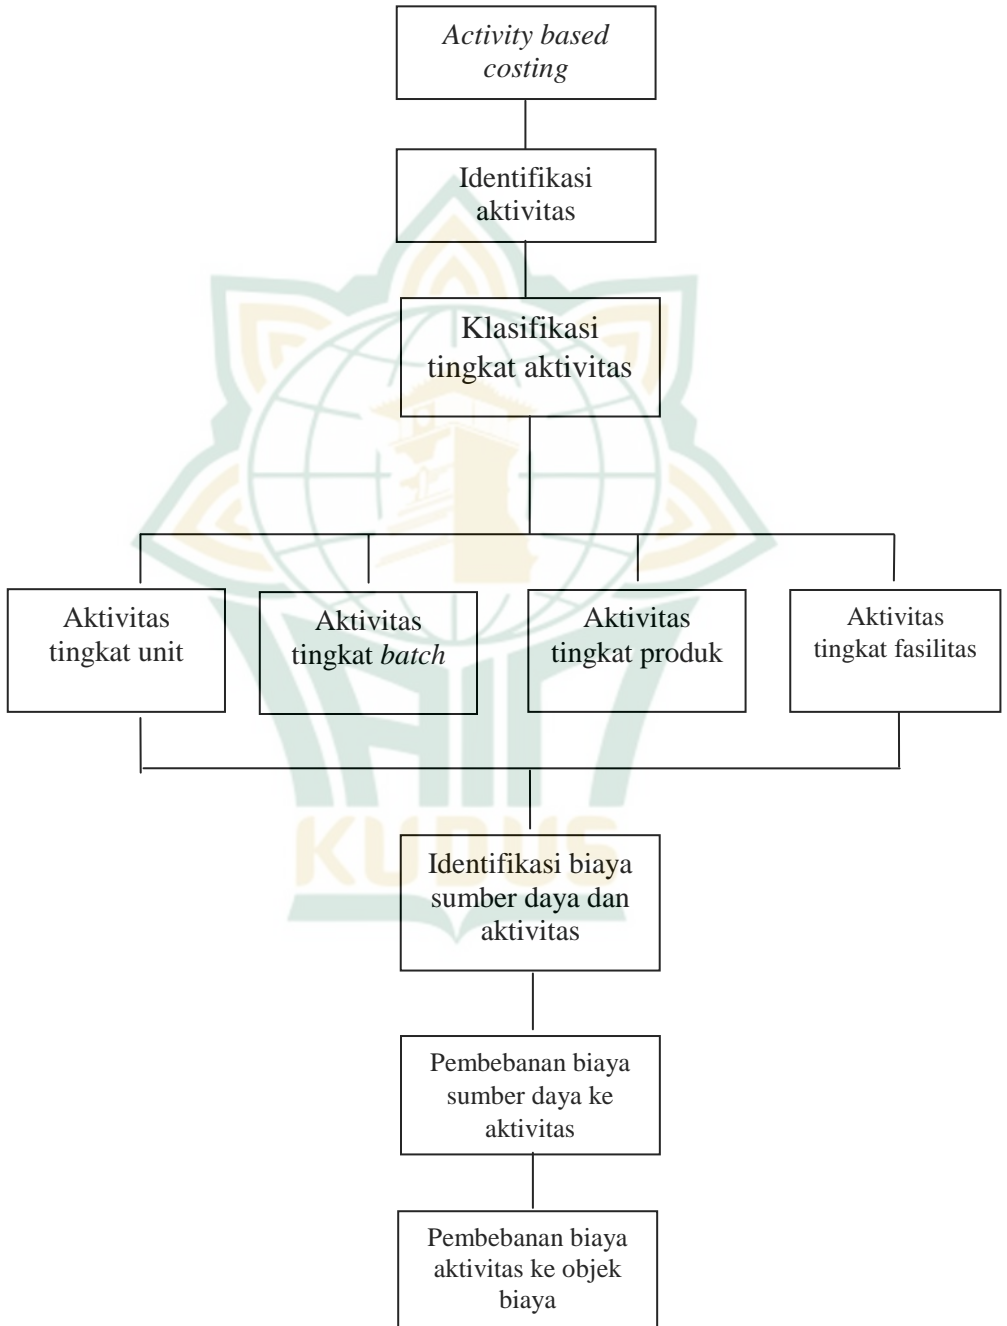 Activity based
costing
Identifikasi
aktivitas
Klasifikasi
tingkat aktivitas
Aktivitas
tingkat unit
Aktivitas
tingkat batch
Aktivitas
tingkat produk
Aktivitas
tingkat fasilitas
KUDUS
Identifikasi biaya
sumber daya dan
aktivitas
Pembebanan biaya
sumber daya ke
aktivitas
Pembebanan biaya
aktivitas ke objek
biaya